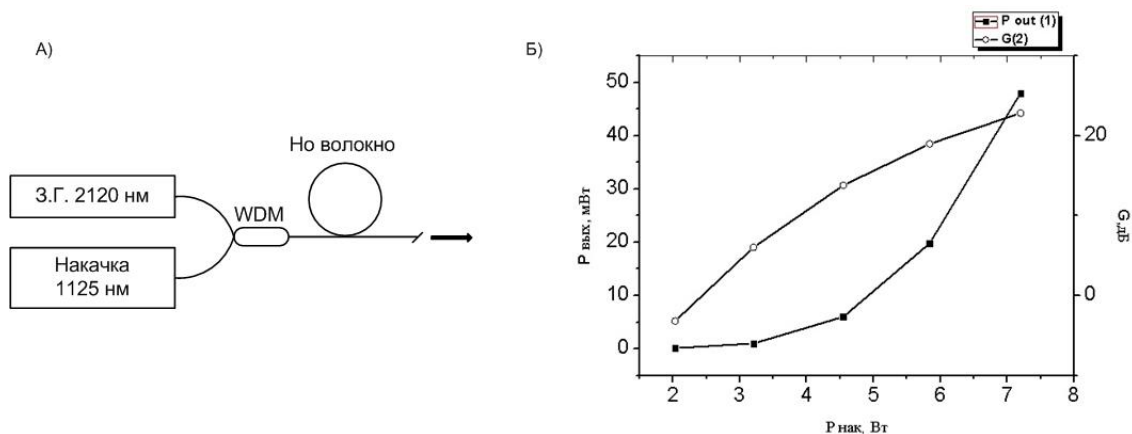 А)
Но волокно
З.Г. 2120 нм
WDM
Накачка
1125 нм
Б)
P out (1)
G(2)
50
40
30
20
10
0
P вых, мВт
20
0
G,дБ
2
3
4
5
6
7
8
P нак, Вт